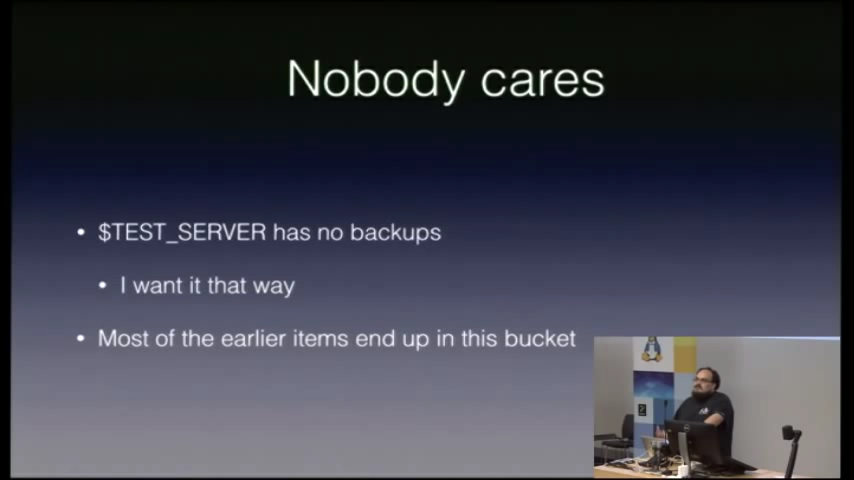 Nobody cares
• $TEST_SERVER has no backups
• I want it that way
• Most of the earlier items end up in this bucket